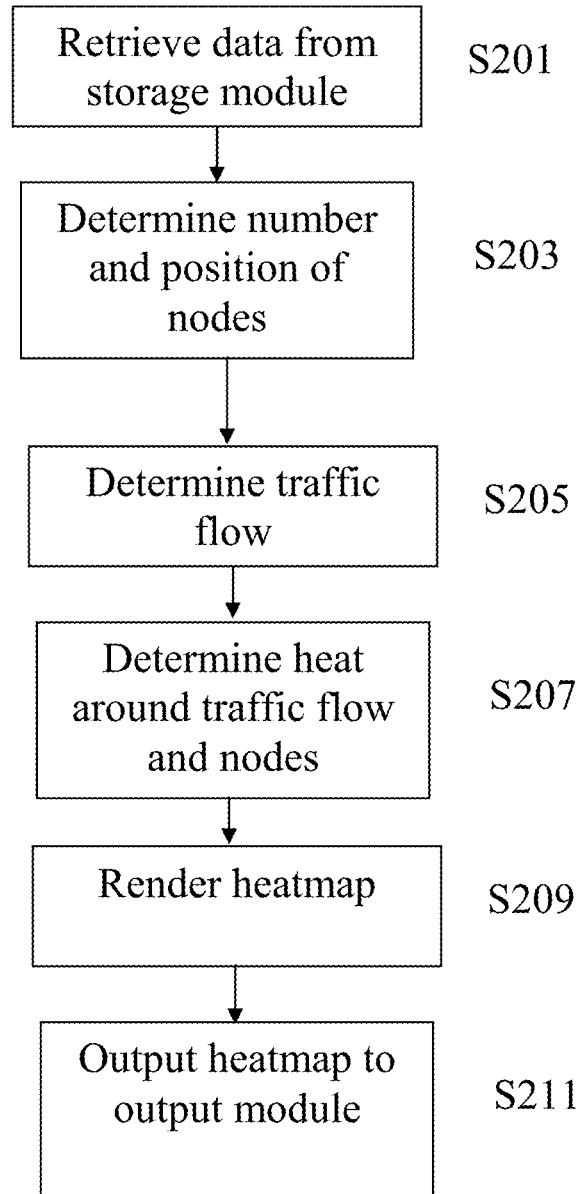 Retrieve data from
storage module
S201
Determine number
and position of
nodes
S203
Determine traffic
flow
S205
Determine heat
around traffic flow
and nodes
S207
Render heatmap
S209
Output heatmap to
output module
S211